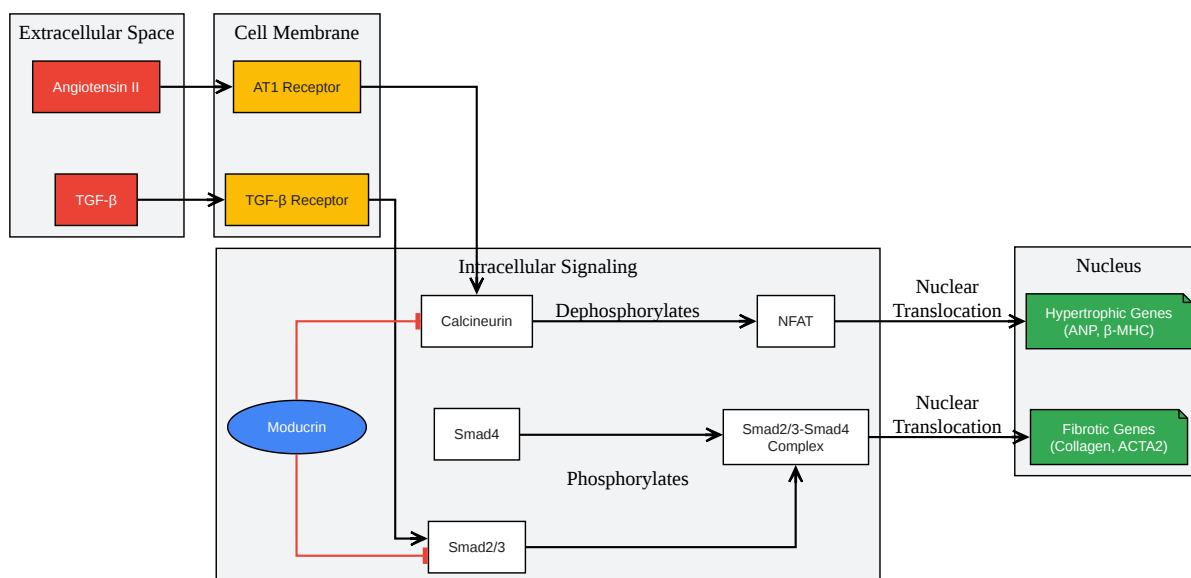 Extracellular Space
Cell Membrane
Angiotensin II
AT1 Receptor
TGF-β
TGF-β Receptor
Intracellular Signaling
Nucleus
Calcineurin
Dephosphorylates
NFAT
Nuclear
Translocation
Hypertrophic Genes
(ANP, β-MHC)
Moducrin
Smad4
Smad2/3-Smad4
Complex
Nuclear
Translocation
Fibrotic Genes
(Collagen, ACTA2)
Phosphorylates
Smad2/3